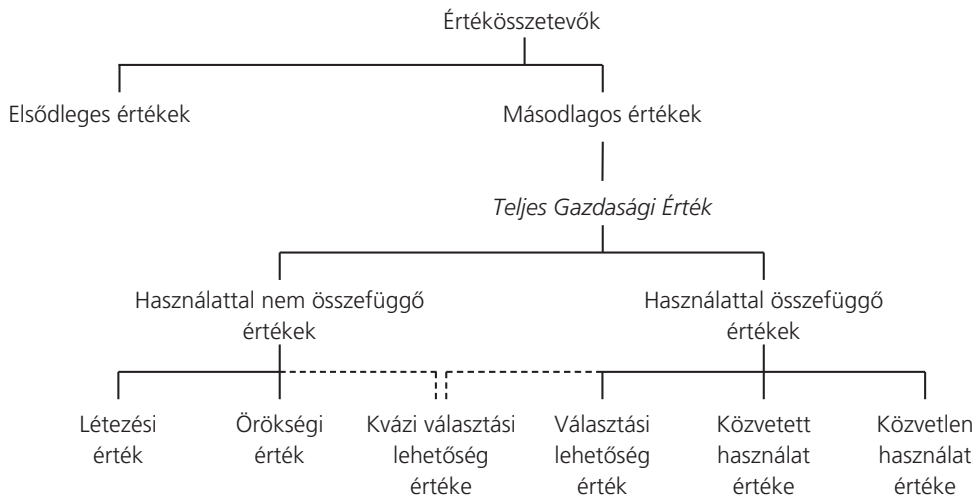 Értékösszetevők
Elsődleges értékek
Másodlagos értékek
Teljes Gazdasági Érték
Használattal nem összefüggő
értékek
Használattal összefüggő
értékek
Létezési
érték
Örökségi
érték
Kvázi választási
lehetőség
értéke
Választási
lehetőség
érték
Közvetett
használat
értéke
Közvetlen
használat
értéke